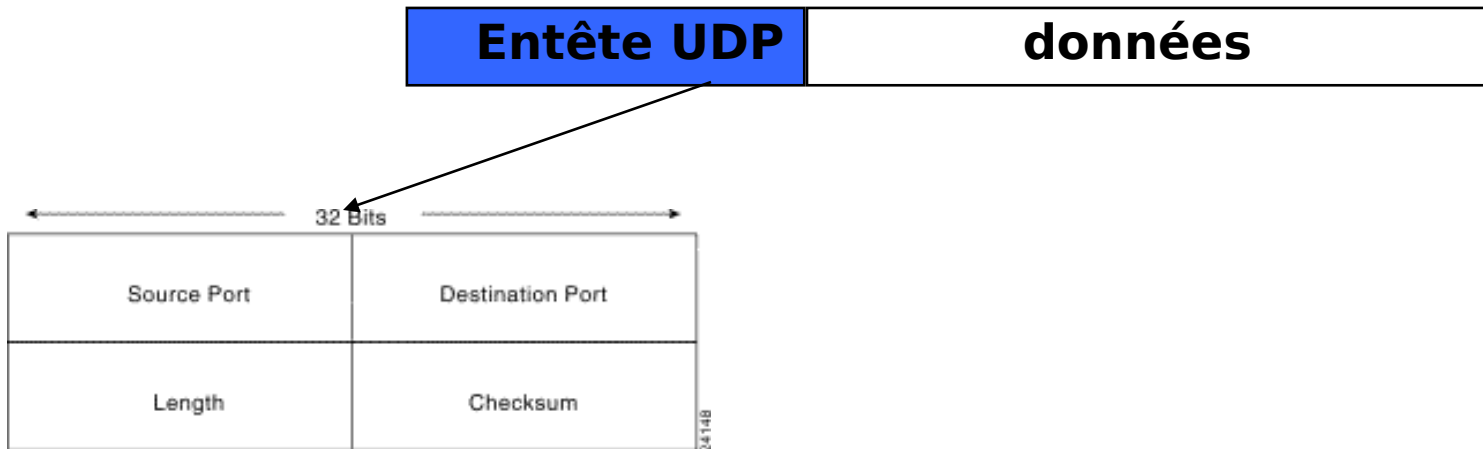 Entête UDP données
32 Bits
Source Port Destination Port
Length Checksum
24148